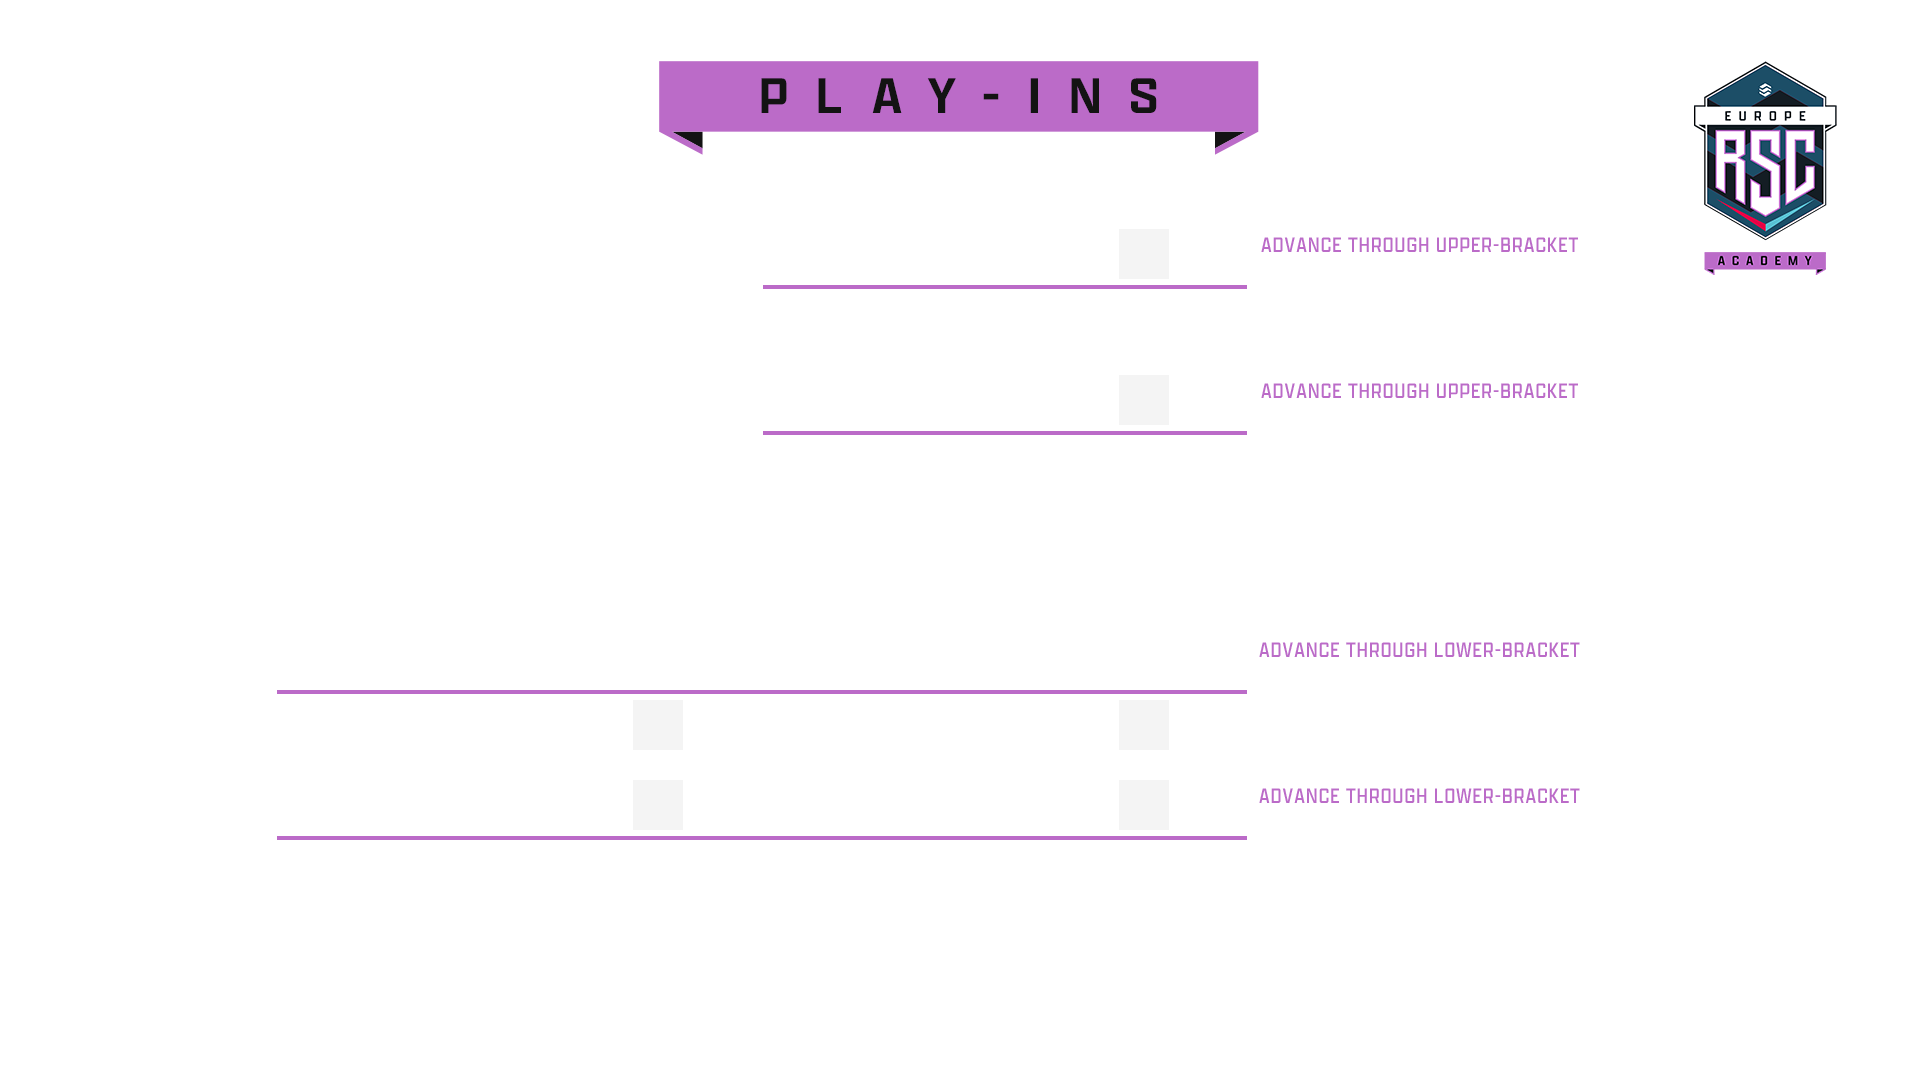 PLAY-INS
EUROPE
RSC
ACADEMY
ADVANCE THROUGH UPPER-BRACKET
ADVANCE THROUGH UPPER-BRACKET
ADVANCE THROUGH LOWER-BRACKET
ADVANCE THROUGH LOWER-BRACKET